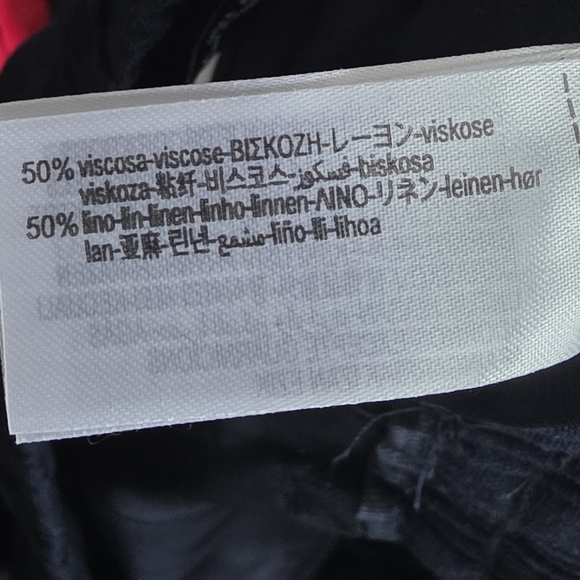 50% viscosa-viscose-ΒΙΣΚΟΖΗ-レーヨン-viskose
viskoza-粘纤-비스코스-فسكوز-biskosa
50% lino-lin-linen-linho-linnen-ΛΙΝΟ-リネン-leinen-hør
lan-亚麻-린넨-مشمع-liño-lli-lihoa